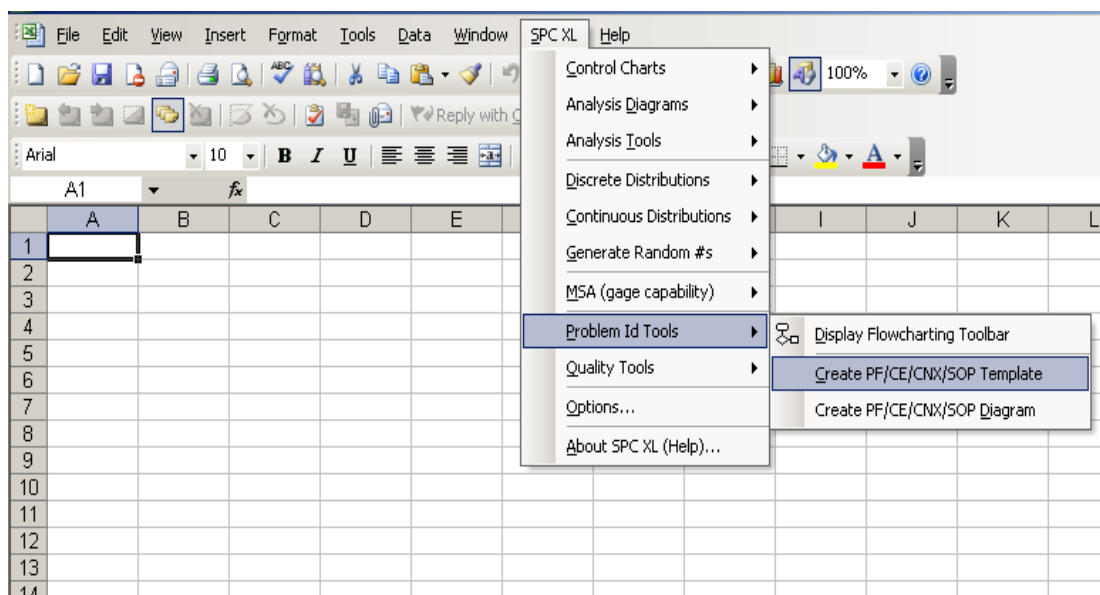 File Edit View Insert Format Tools Data Window SPC XL Help
ABC 100%
Reply with
Arial 10 B I U a A
A1 fx
A B C D E I J K L
1
2
3
4
5
6
7
8
9
10
11
12
13
14
Control Charts
Analysis Diagrams
Analysis Tools
Discrete Distributions
Continuous Distributions
Generate Random #s
MSA (gage capability)
Problem Id Tools
Quality Tools
Options...
About SPC XL (Help)...
Display Flowcharting Toolbar
Create PF/CE/CNX/SOP Template
Create PF/CE/CNX/SOP Diagram